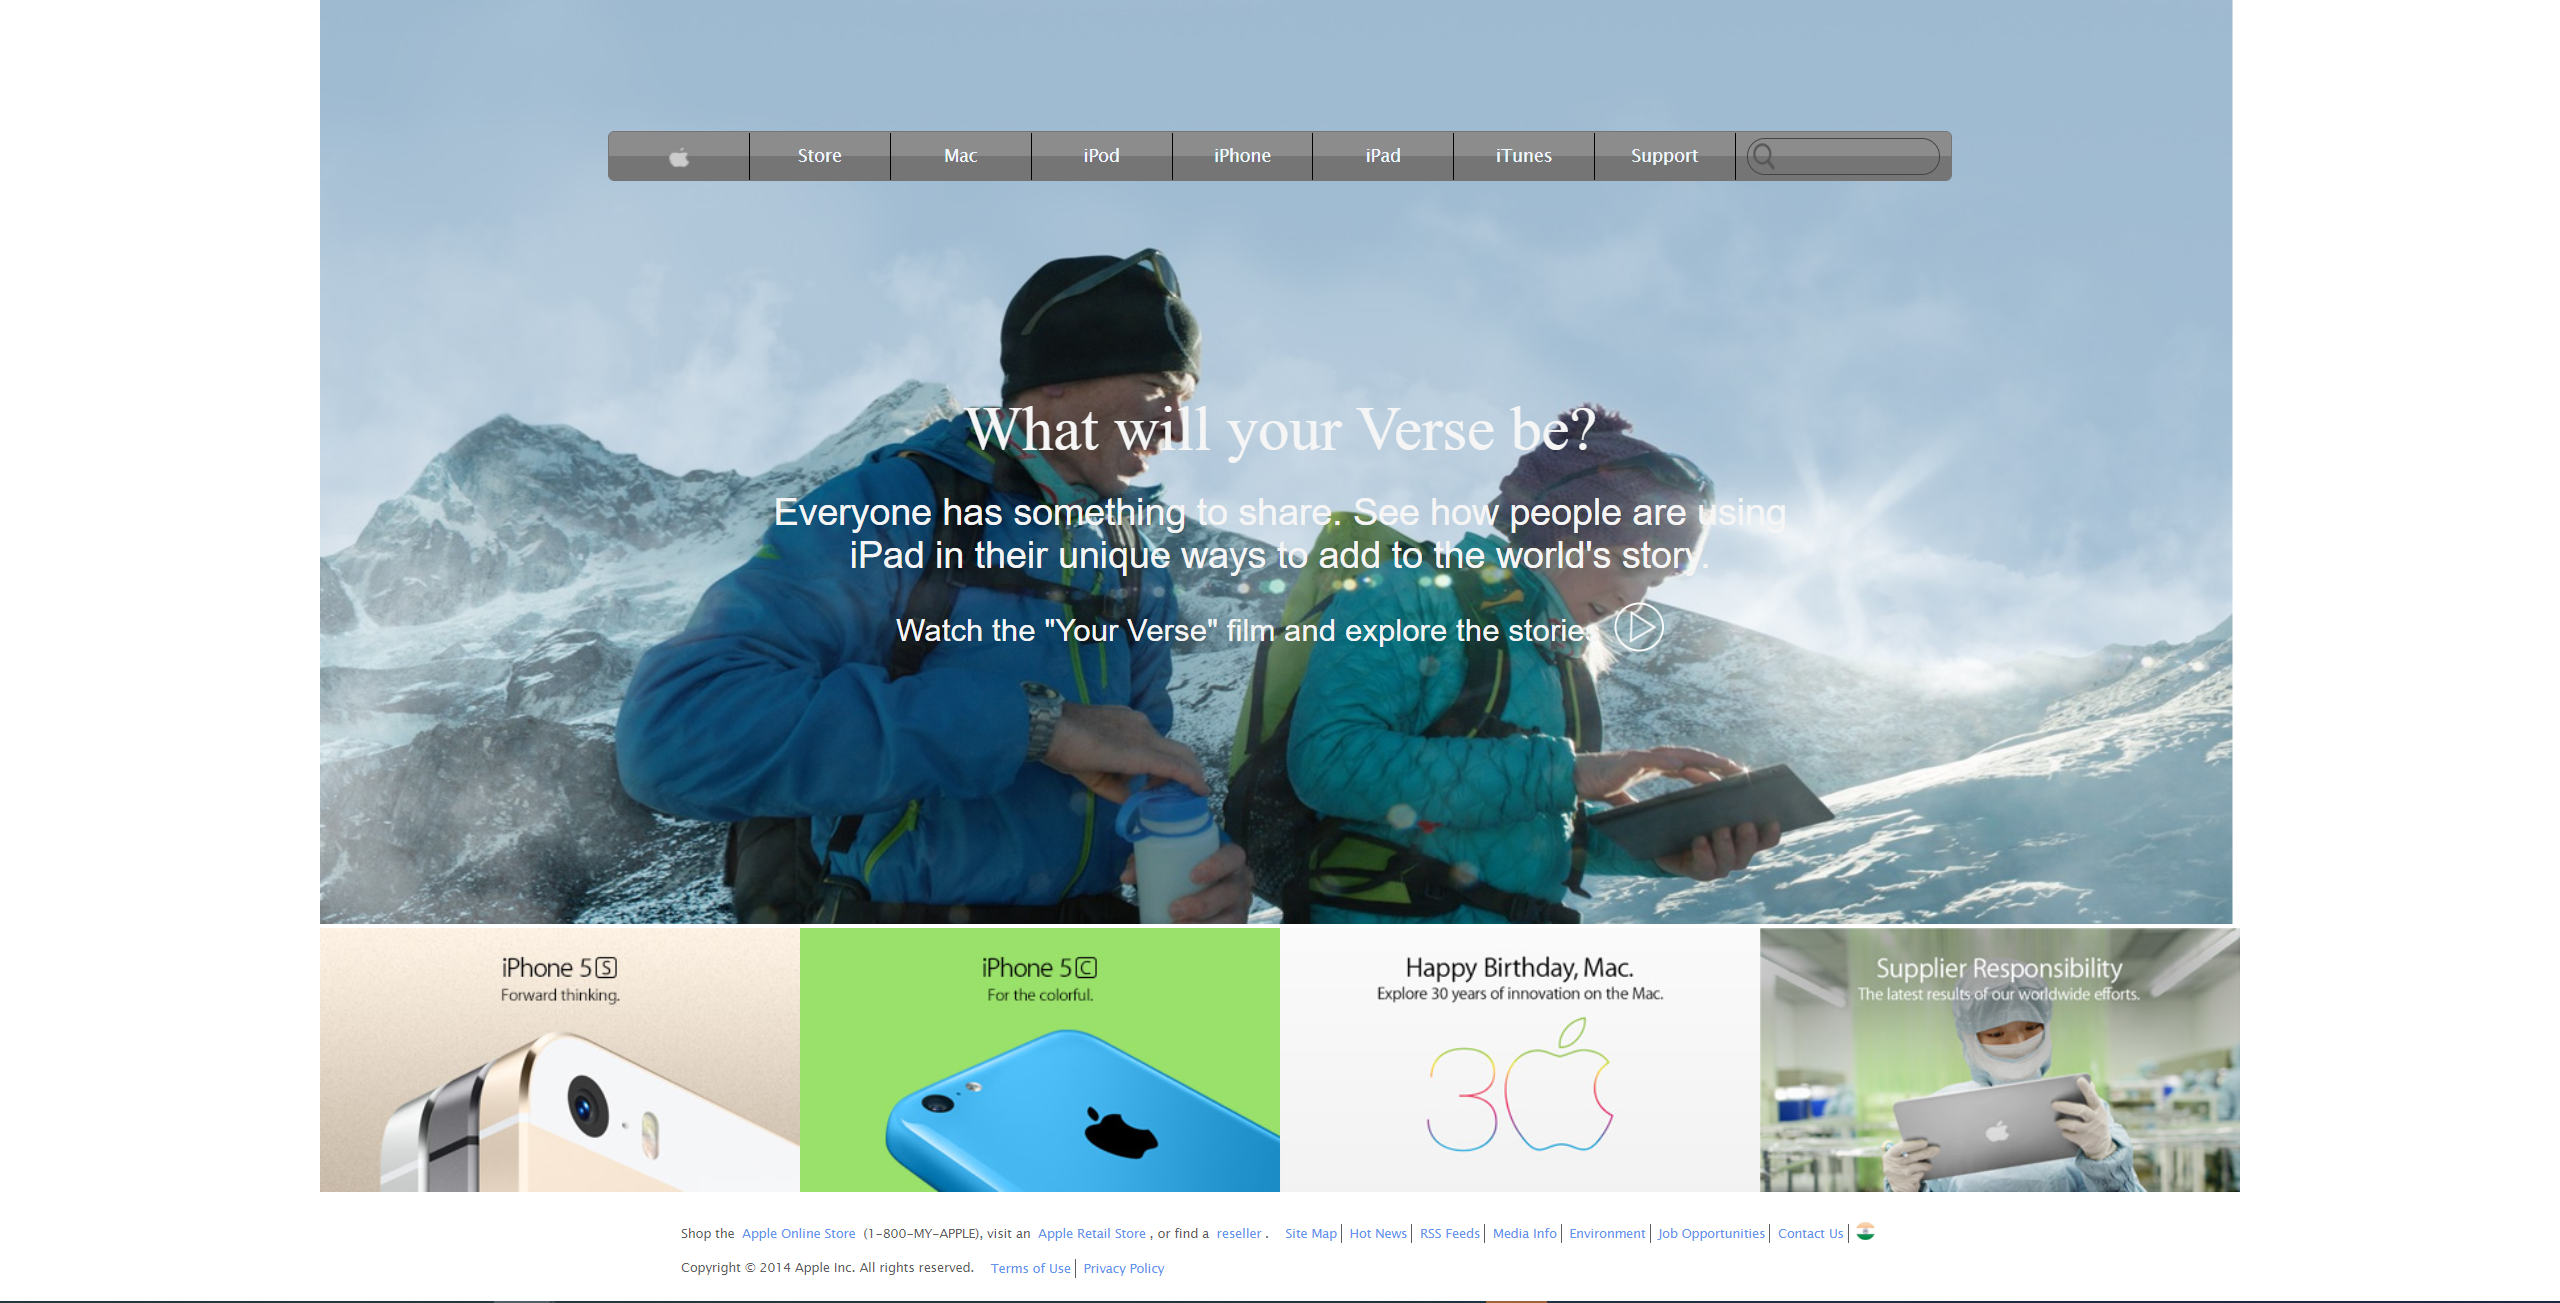 Store Mac iPod iPhone iPad iTunes Support
What will your Verse be?
Everyone has something to share. See how people are using
iPad in their unique ways to add to the world's story.
Watch the "Your Verse" film and explore the stories
iPhone 5S
Forward thinking.
iPhone 5C
For the colorful.
Happy Birthday, Mac.
Explore 30 years of innovation on the Mac.
30
Supplier Responsibility
The latest results of our worldwide efforts.
Shop the Apple Online Store (1-800-MY-APPLE), visit an Apple Retail Store , or find a reseller . Site Map Hot News RSS Feeds Media Info Environment Job Opportunities Contact Us
Copyright © 2014 Apple Inc. All rights reserved. Terms of Use Privacy Policy